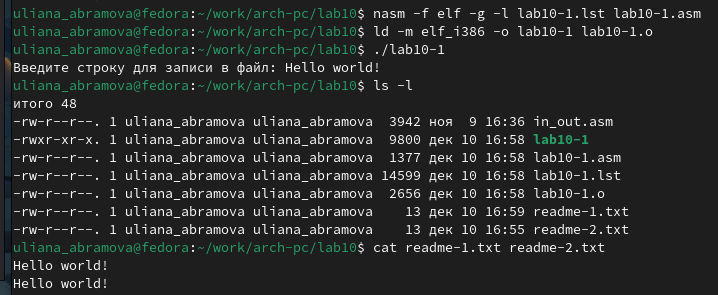 uliana_abramova@fedora:~/work/arch-pc/lab10$ nasm -f elf -g -l lab10-1.lst lab10-1.asm
uliana_abramova@fedora:~/work/arch-pc/lab10$ ld -m elf_i386 -o lab10-1 lab10-1.o
uliana_abramova@fedora:~/work/arch-pc/lab10$ ./lab10-1
Введите строку для записи в файл: Hello world!
uliana_abramova@fedora:~/work/arch-pc/lab10$ ls -l
итого 48
-rw-r--r--. 1 uliana_abramova uliana_abramova  3942 ноя  9 16:36 in_out.asm
-rwxr-xr-x. 1 uliana_abramova uliana_abramova  9800 дек 10 16:58 lab10-1
-rw-r--r--. 1 uliana_abramova uliana_abramova  1377 дек 10 16:58 lab10-1.asm
-rw-r--r--. 1 uliana_abramova uliana_abramova 14599 дек 10 16:58 lab10-1.lst
-rw-r--r--. 1 uliana_abramova uliana_abramova  2656 дек 10 16:58 lab10-1.o
-rw-r--r--. 1 uliana_abramova uliana_abramova    13 дек 10 16:59 readme-1.txt
-rw-r--r--. 1 uliana_abramova uliana_abramova    13 дек 10 16:55 readme-2.txt
uliana_abramova@fedora:~/work/arch-pc/lab10$ cat readme-1.txt readme-2.txt
Hello world!
Hello world!